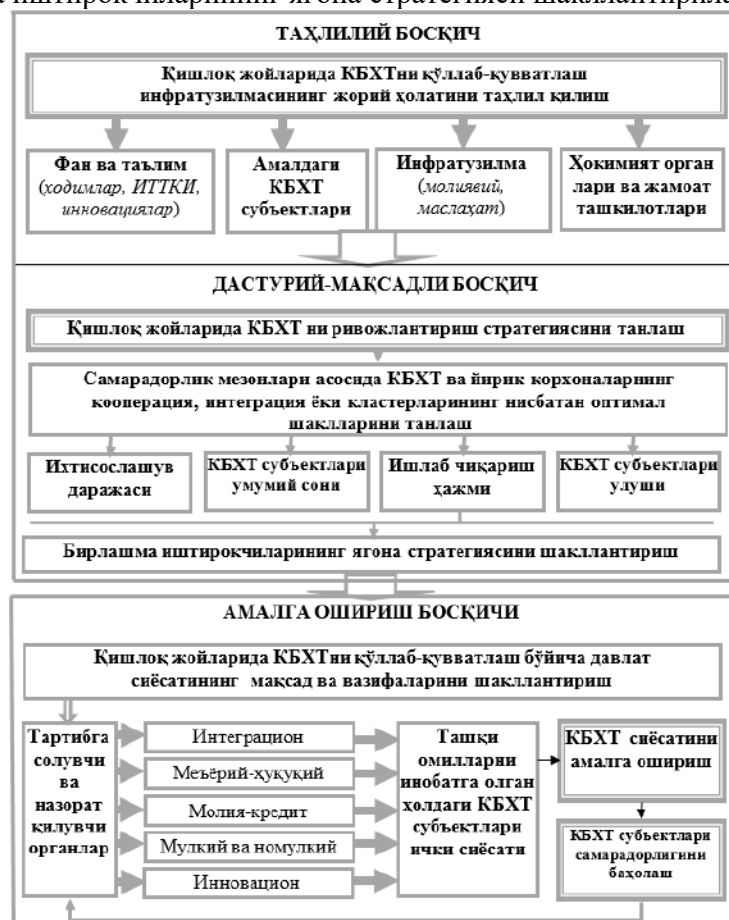 иштирокчиларининг ягона стратегияси
ТАҲЛИЛИЙ БОСҚИЧ
Қишлоқ жойларида КБХТни қўллаб-қувватлаш
инфратузилмасининг жорий ҳолатини таҳлил қилиш
Фан ва таълим
(ходимлар, ИТТКИ,
инновациялар)
Амалдаги
КБХТ
субъектлари
Инфратузилма
(молиявий,
маслаҳат)
Ҳокимият орган
лари ва жамоат
ташкилотлари
ДАСТУРИЙ-МАҚСАДЛИ БОСҚИЧ
Қишлоқ жойларида КБХТ ни ривожлантириш стратегиясини танлаш
Самарадорлик мезонлари асосида КБХТ ва йирик корхоналарнинг
кооперация, интеграция ёки кластерларининг нисбатан оптимал
шаклларини танлаш
Ихтисослашув
даражаси
КБХТ субъектлари
умумий сони
Ишлаб чиқариш
ҳажми
КБХТ субъектлари
улуши
Бирлашма иштирокчиларининг ягона стратегиясини шакллантириш
АМАЛГА ОШИРИШ БОСҚИЧИ
Қишлоқ жойларида КБХТни қўллаб-қувватлаш бўйича давлат
сиёсатининг мақсад ва вазифаларини шакллантириш
Тартибга
солувчи
ва
назорат
қилувчи
органлар
Интеграцион
Меъёрий-ҳуқуқий
Молия-кредит
Мулкий ва номулкий
Инновацион
Ташқи
омилларни
инобатга олган
ҳолдаги КБХТ
субъектлари
ички сиёсати
КБХТ сиёсатини
амалга ошириш
КБХТ субъектлари
самарадорлигини
баҳолаш